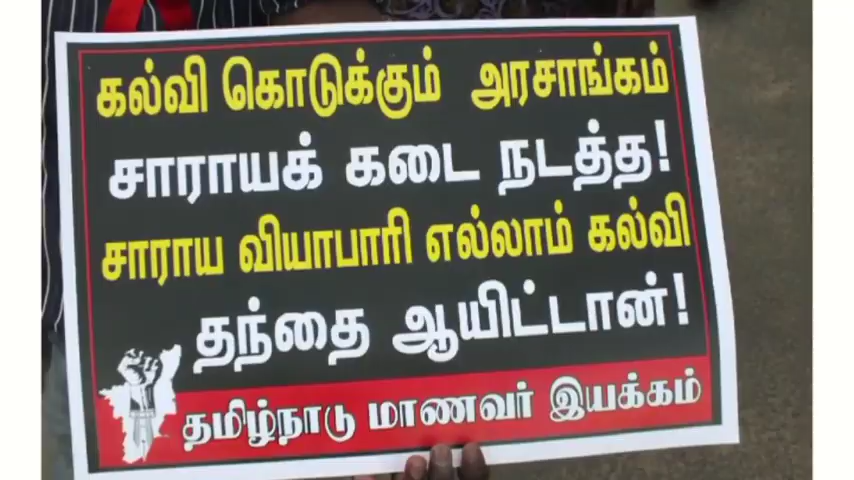 கல்வி கொடுக்கும் அரசாங்கம்
சாராயக் கடை நடத்த!
சாராய வியாபாரி எல்லாம் கல்வி
தந்தை ஆயிட்டான்!
தமிழ்நாடு மாணவர் இயக்கம்